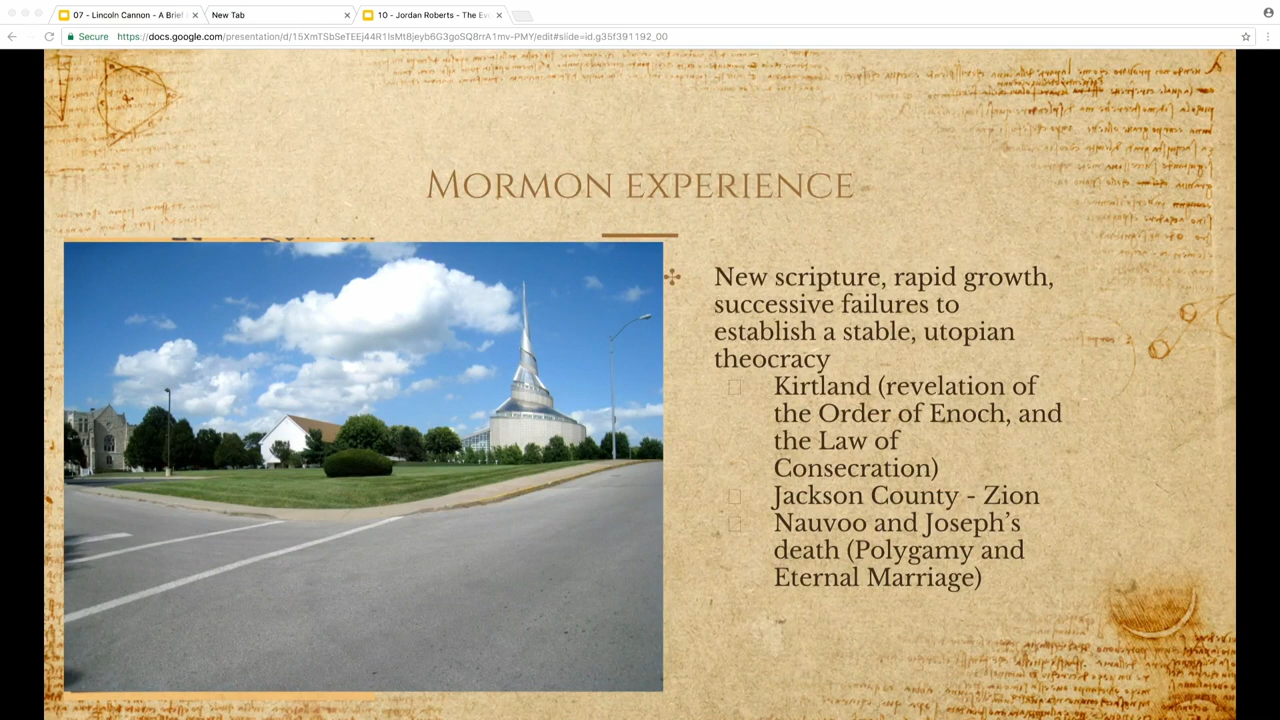 07 - Lincoln Cannon - A Brief
New Tab
10 - Jordan Roberts - The Ev
Secure https://docs.google.com/presentation/d/15XmTSbSeTEEj44R1lsMt8jeyb6G3goSQ8rrA1mv-PMY/edit#slide=id.g35f391192_00
MORMON EXPERIENCE
New scripture, rapid growth,
successive failures to
establish a stable, utopian
theocracy
Kirtland (revelation of
the Order of Enoch, and
the Law of
Consecration)
Jackson County - Zion
Nauvoo and Joseph's
death (Polygamy and
Eternal Marriage)